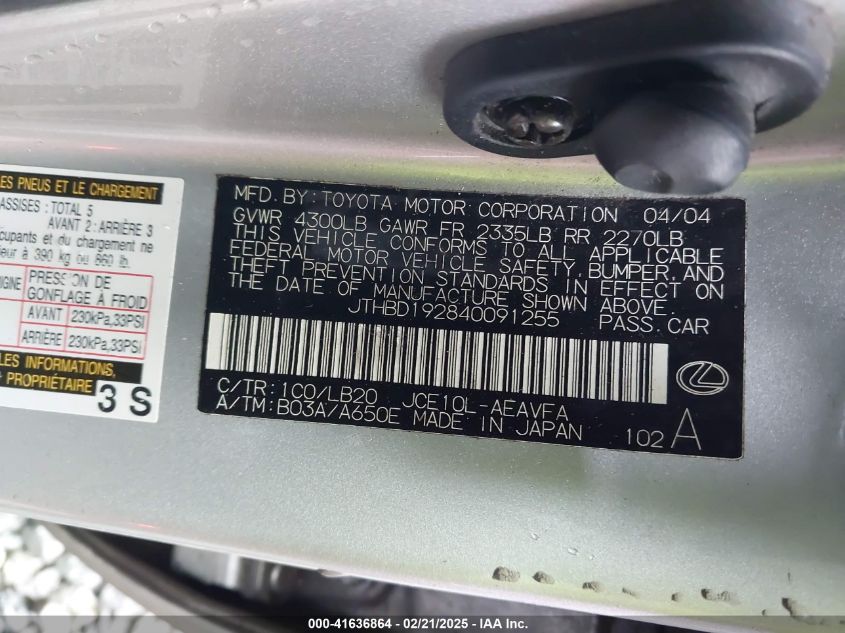 LES PNEUS ET LE CHARGEMENT
ASSISES: TOTAL 5
AVANT 2: ARRIÈRE 3
oupants et du chargement ne
ieur à 390 kg ou 860 lb.
ORIGINE PRESSION DE
GONFLAGE À FROID
AVANT 230kPa,33PSI
ARRIÈRE 230kPa,33PSI
LES INFORMATIONS,
PROPRIÉTAIRE
3 S
MFD. BY: TOYOTA MOTOR CORPORATION 04/04
GVWR 4300LB GAWR FR 2335LB RR 2270LB
THIS VEHICLE CONFORMS TO ALL APPLICABLE
FEDERAL MOTOR VEHICLE SAFETY, BUMPER, AND
THEFT PREVENTION STANDARDS IN EFFECT ON
THE DATE OF MANUFACTURE SHOWN ABOVE.
JTHBD192840091255 PASS. CAR
C/TR: 1C0/LB20 JCE10L-AEAVFA
A/TM: B03A/A650E MADE IN JAPAN 102 A
000-41636864 — 02/21/2025 — IAA Inc.